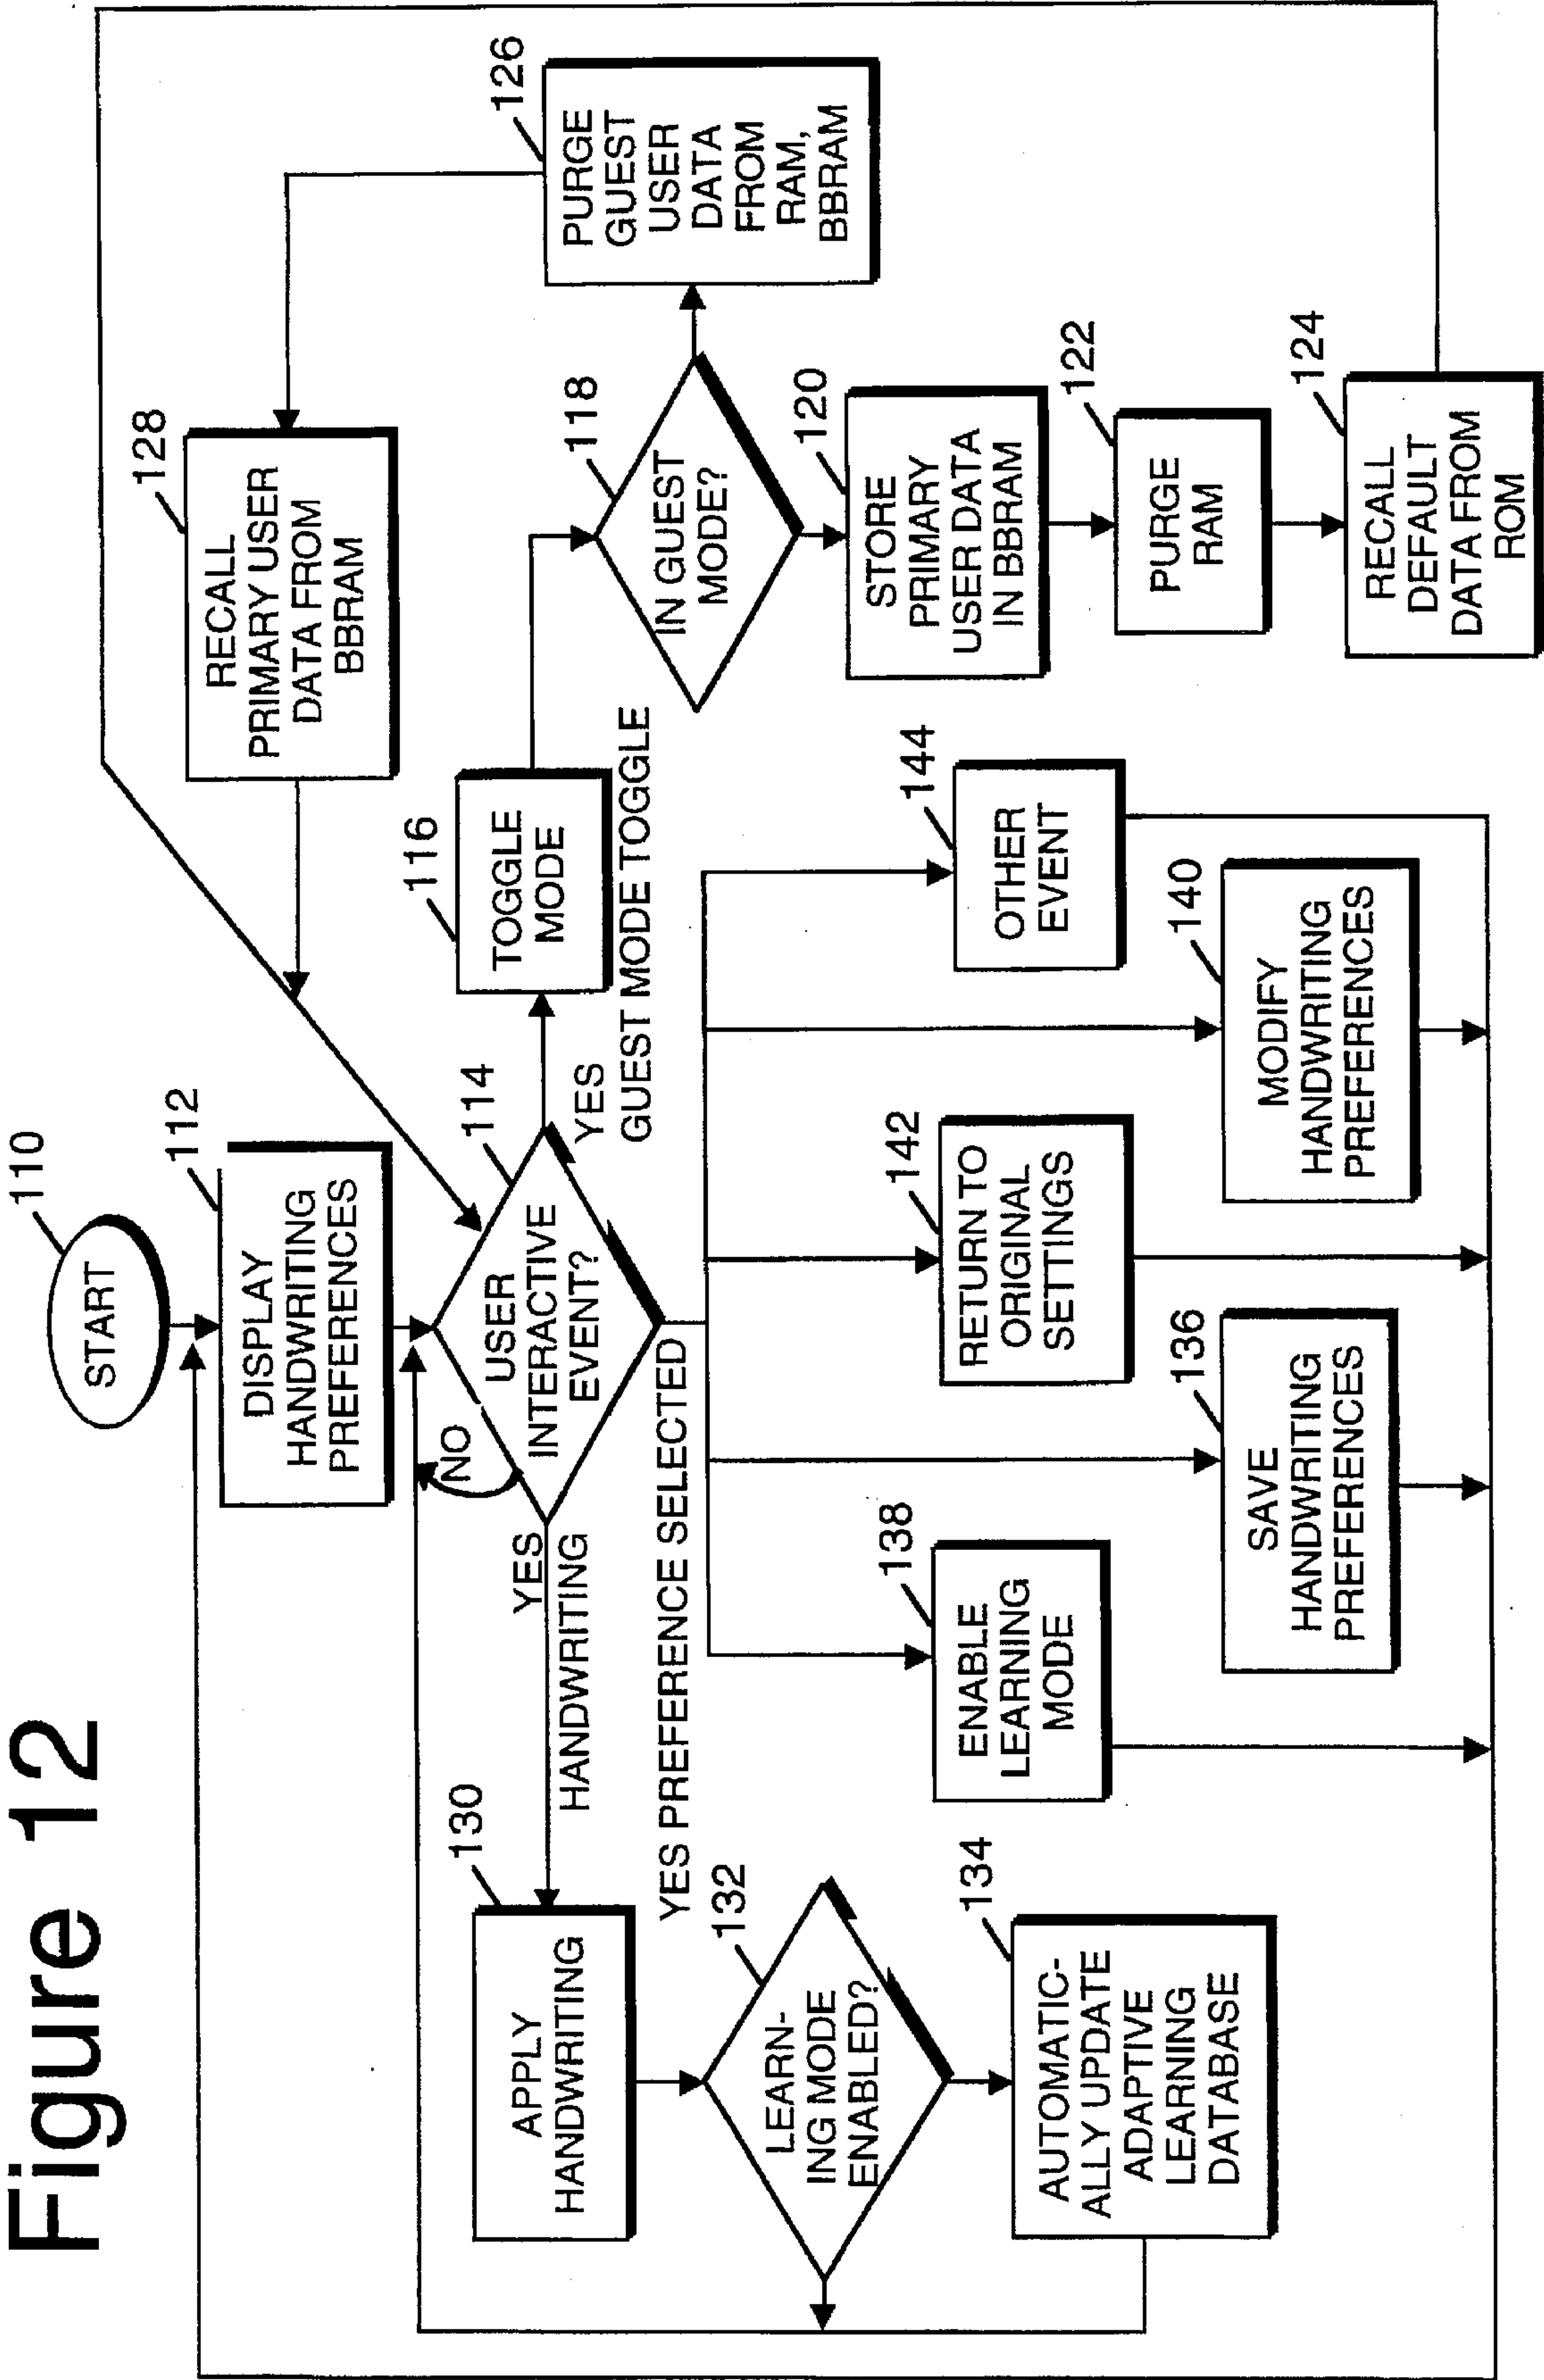 Figure 12
110
START
112
DISPLAY
HANDWRITING
PREFERENCES
114
USER
INTERACTIVE
EVENT?
NO
YES
HANDWRITING
YES
GUEST MODE TOGGLE
YES PREFERENCE SELECTED
116
TOGGLE
MODE
118
IN GUEST
MODE?
120
STORE
PRIMARY
USER DATA
IN BBRAM
122
PURGE
RAM
124
RECALL
DEFAULT
DATA FROM
ROM
126
PURGE
GUEST
USER
DATA
FROM
RAM,
BBRAM
128
RECALL
PRIMARY USER
DATA FROM
BBRAM
130
APPLY
HANDWRITING
132
LEARN-
ING MODE
ENABLED?
134
AUTOMATIC-
ALLY UPDATE
ADAPTIVE
LEARNING
DATABASE
138
ENABLE
LEARNING
MODE
136
SAVE
HANDWRITING
PREFERENCES
142
RETURN TO
ORIGINAL
SETTINGS
140
MODIFY
HANDWRITING
PREFERENCES
144
OTHER
EVENT